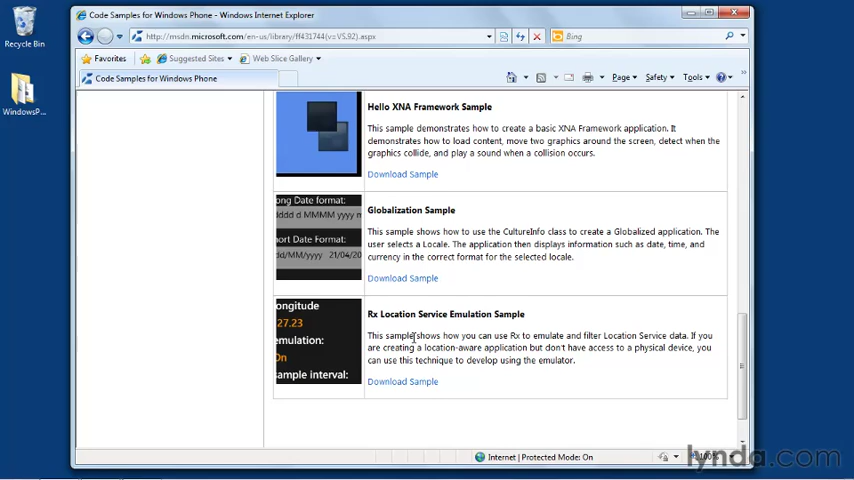 Code Samples for Windows Phone - Windows Internet Explorer
Recycle Bin
http://msdn.microsoft.com/en-us/library/ff431744(v=VS.92).aspx
Bing
Favorites
Suggested Sites
Web Slice Gallery
Code Samples for Windows Phone
Page
Safety
Tools
WindowsP...
Hello XNA Framework Sample
This sample demonstrates how to create a basic XNA Framework application. It
demonstrates how to load content, move two graphics around the screen, detect when the
graphics collide, and play a sound when a collision occurs.
Download Sample
ong Date format:
dddd d MMMM yyyy m
hort Date Format:
dd/MM/yyyy 21/04/20
Globalization Sample
This sample shows how to use the CultureInfo class to create a Globalized application. The
user selects a Locale. The application then displays information such as date, time, and
currency in the correct format for the selected locale.
Download Sample
ongitude
27.23
emulation:
On
sample interval:
Rx Location Service Emulation Sample
This sample shows how you can use Rx to emulate and filter Location Service data. If you
are creating a location-aware application but don't have access to a physical device, you
can use this technique to develop using the emulator.
Download Sample
Internet | Protected Mode: On
100%
lynda.com